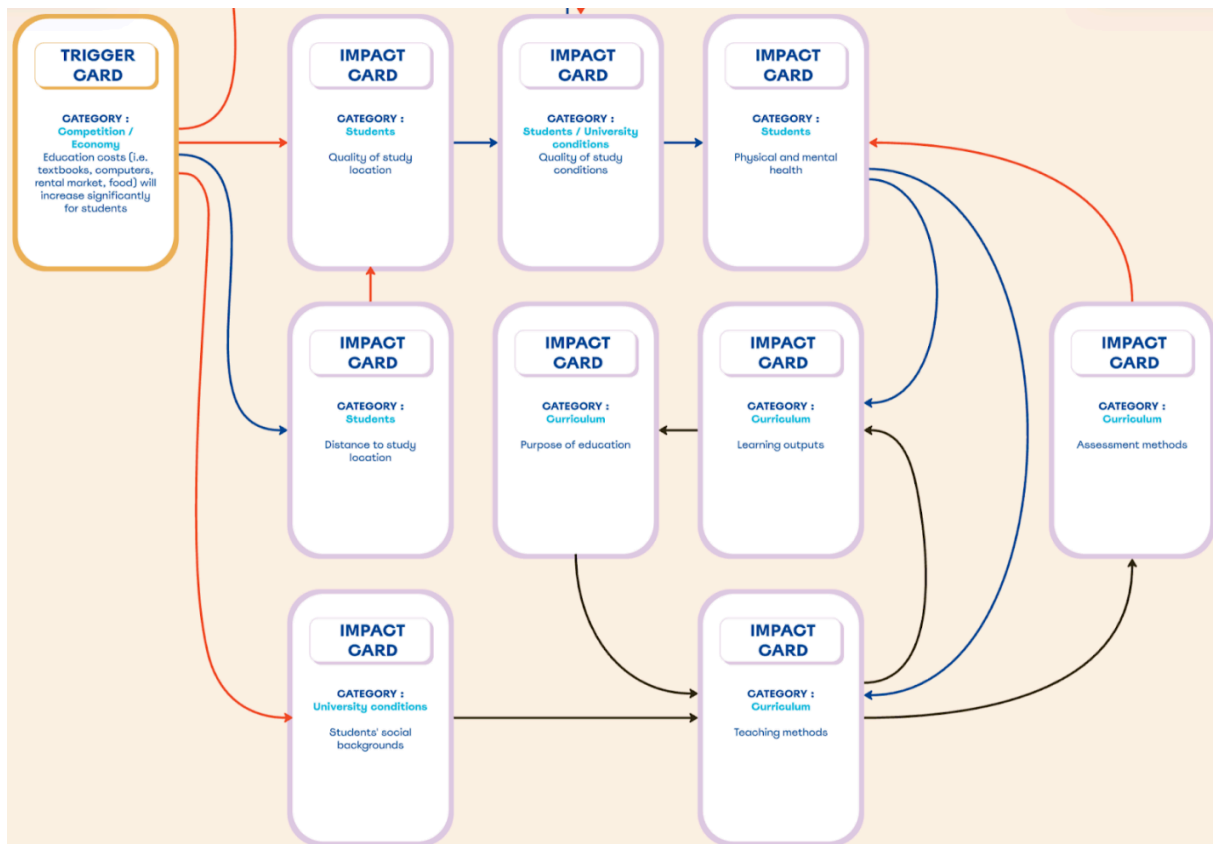 TRIGGER
CARD
CATEGORY :
Competition /
Economy
Education costs (i.e.
textbooks, computers,
rental market, food) will
increase significantly
for students
IMPACT
CARD
CATEGORY :
Students
Quality of study
location
IMPACT
CARD
CATEGORY :
Students / University
conditions
Quality of study
conditions
IMPACT
CARD
CATEGORY :
Students
Physical and mental
health
IMPACT
CARD
CATEGORY :
Students
Distance to study
location
IMPACT
CARD
CATEGORY :
Curriculum
Purpose of education
IMPACT
CARD
CATEGORY :
Curriculum
Learning outputs
IMPACT
CARD
CATEGORY :
Curriculum
Assessment methods
IMPACT
CARD
CATEGORY :
University conditions
Students' social
backgrounds
IMPACT
CARD
CATEGORY :
Curriculum
Teaching methods